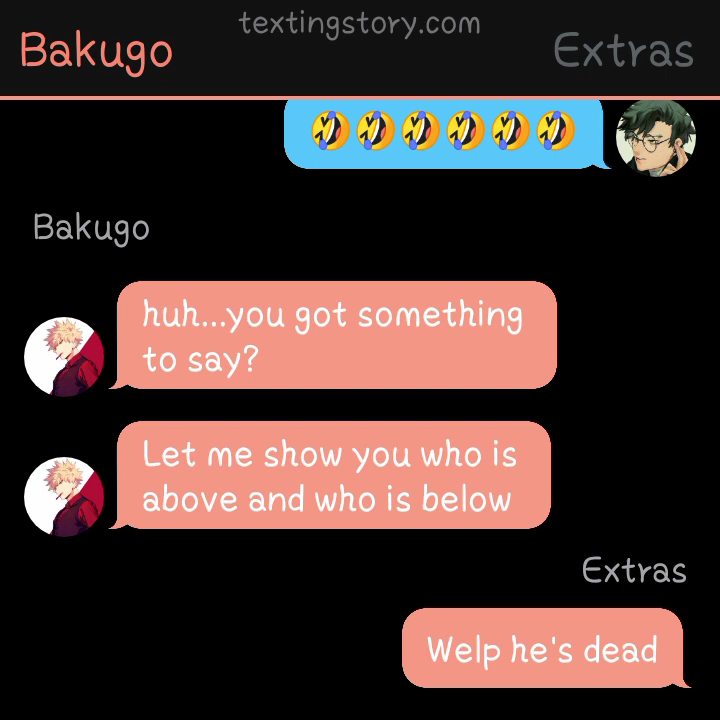 textingstory.com
Bakugo
Extras
🤣🤣🤣🤣🤣🤣
Bakugo
huh...you got something
to say?
Let me show you who is
above and who is below
Extras
Welp he's dead